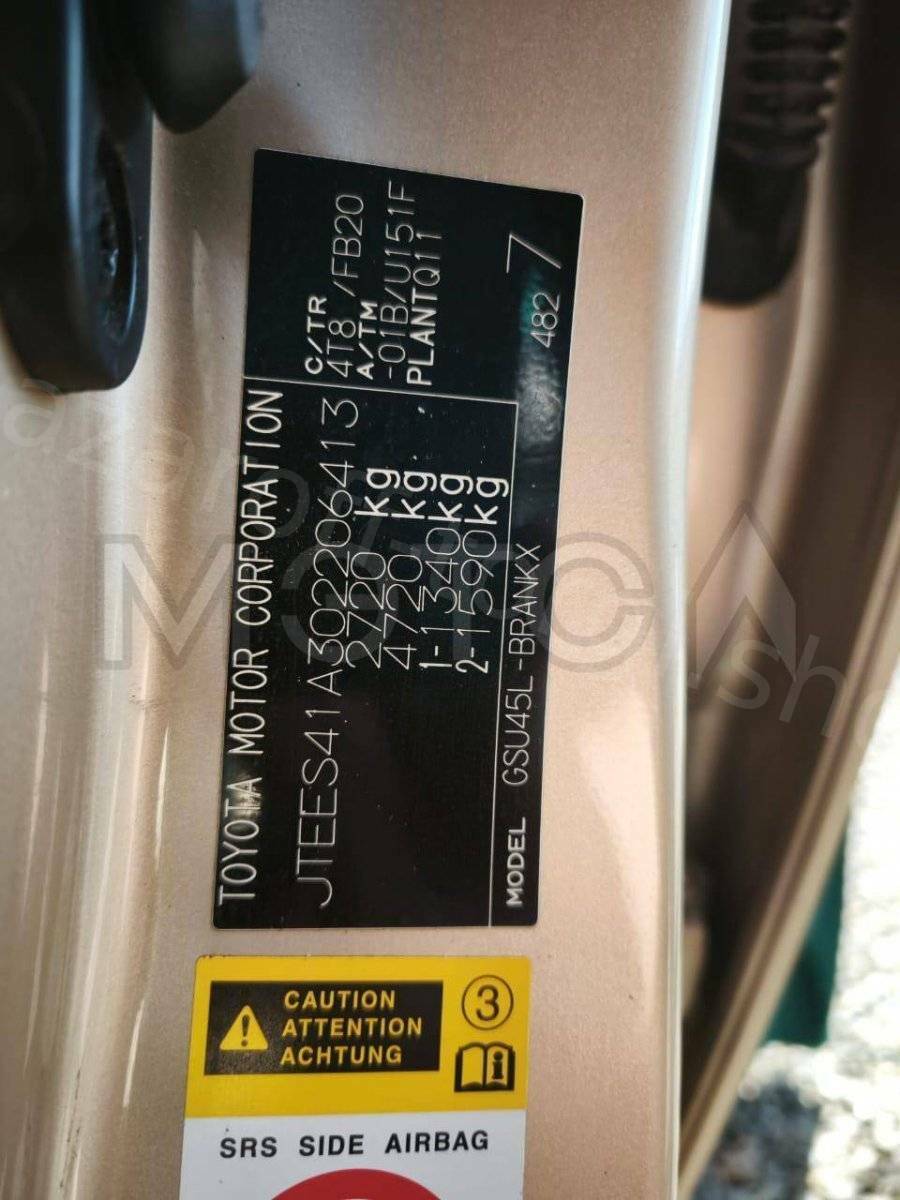 TOYOTA MOTOR CORPORATION
JTEES41A302206413
2720 kg
4720 kg
1-1340kg
2-1590kg
C/TR
4T8 /FB20
A/TM
-01B/U151F
PLANTQ11
MODEL GSU45L-BRANKX
482 7
CAUTION
ATTENTION
ACHTUNG
3
SRS SIDE AIRBAG